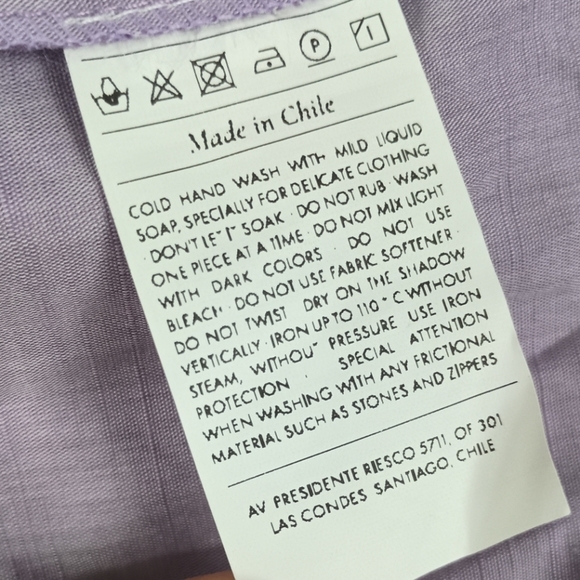 P
Made in Chile
COLD HAND WASH WITH MILD LIQUID
SOAP, SPECIALLY FOR DELICATE CLOTHING
· DON'T LET IT SOAK · DO NOT RUB · WASH
ONE PIECE AT A TIME · DO NOT MIX LIGHT
WITH DARK COLORS · DO NOT USE
BLEACH · DO NOT USE FABRIC SOFTENER ·
DO NOT TWIST DRY ON THE SHADOW
VERTICALLY · IRON UP TO 110 ° C WITHOUT
STEAM, WITHOUT PRESSURE USE IRON
PROTECTION · SPECIAL ATTENTION
WHEN WASHING WITH ANY FRICTIONAL
MATERIAL SUCH AS STONES AND ZIPPERS
AV PRESIDENTE RIESCO 5711, OF 301
LAS CONDES SANTIAGO, CHILE